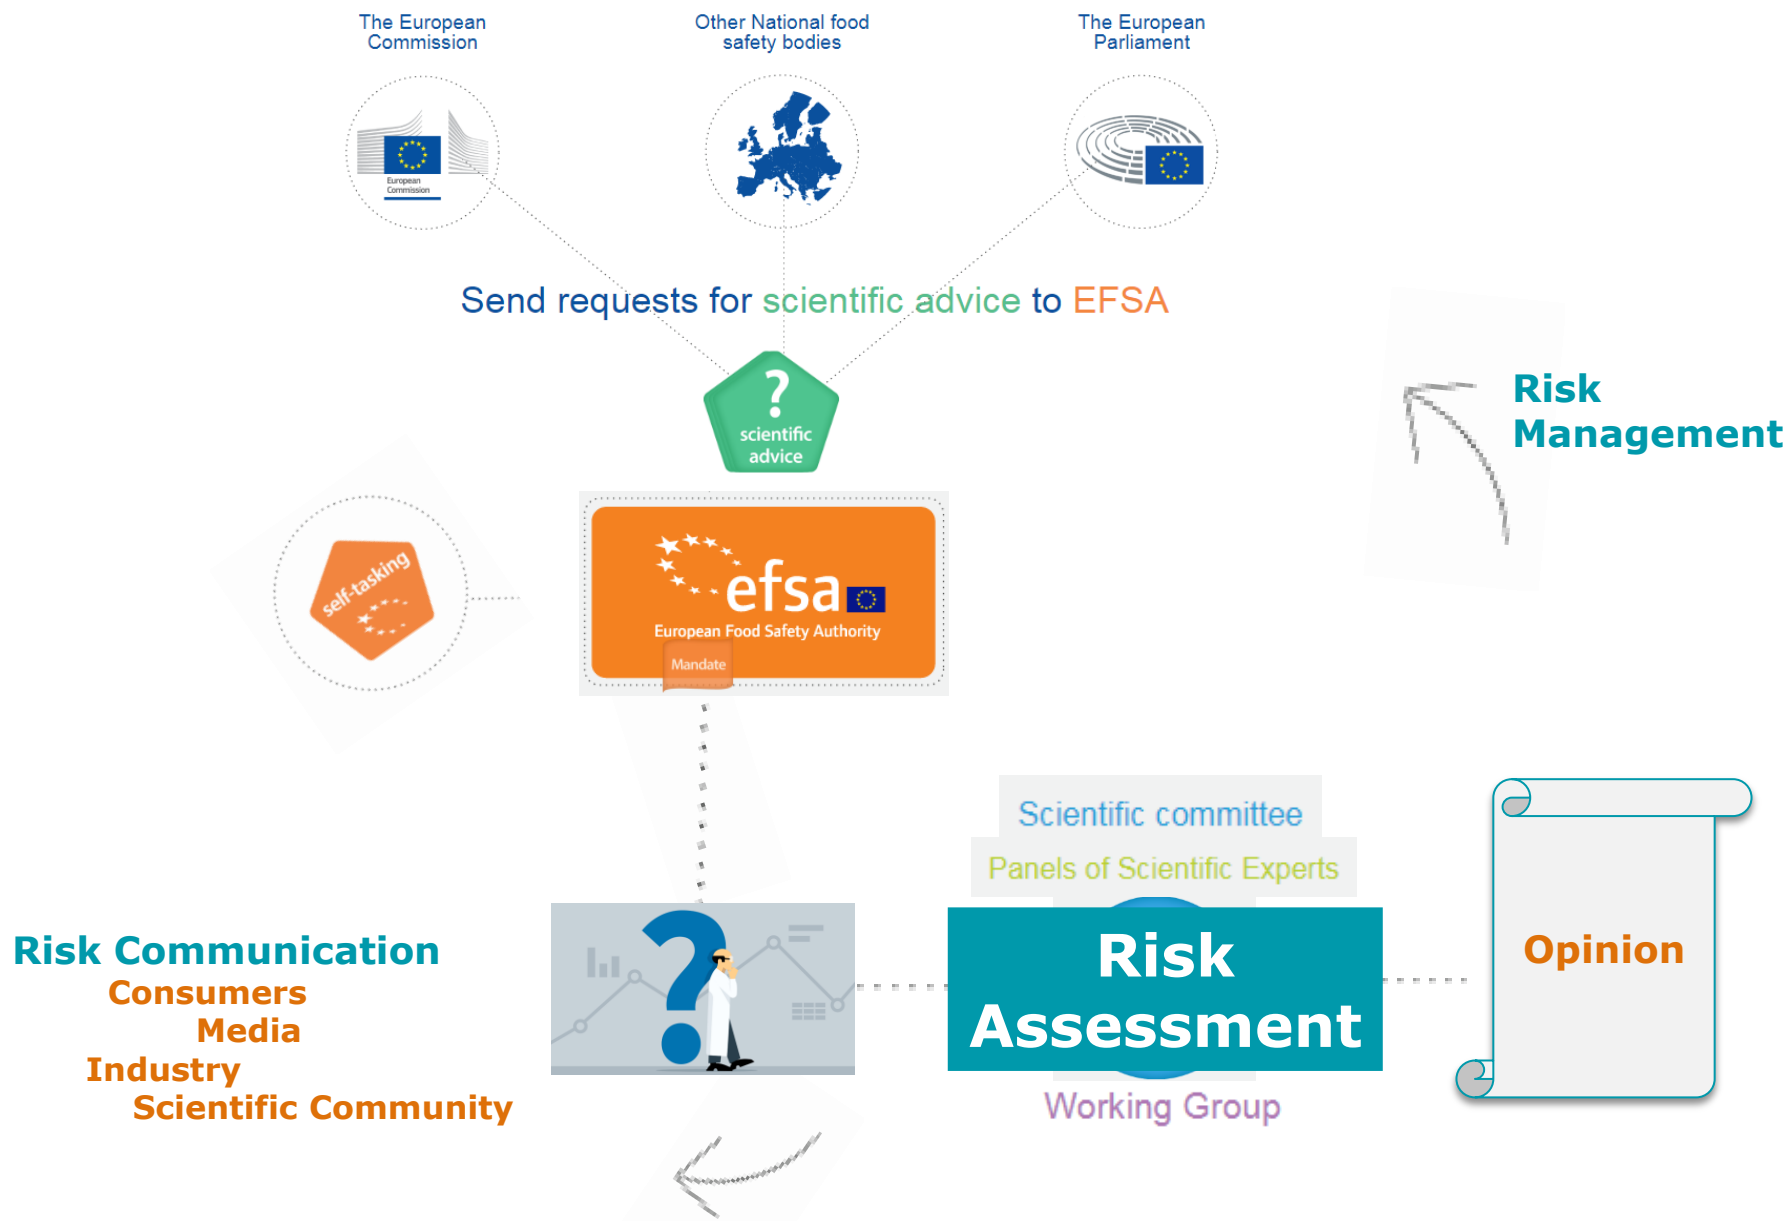 The European
Commission
Other National food
safety bodies
The European
Parliament
European
Commission
Send requests for scientific advice to EFSA
?
scientific
advice
Risk
Management
self-tasking
efsa
European Food Safety Authority
Mandate
Scientific committee
Panels of Scientific Experts
Risk
Assessment
Working Group
Opinion
?
Risk Communication
Consumers
Media
Industry
Scientific Community